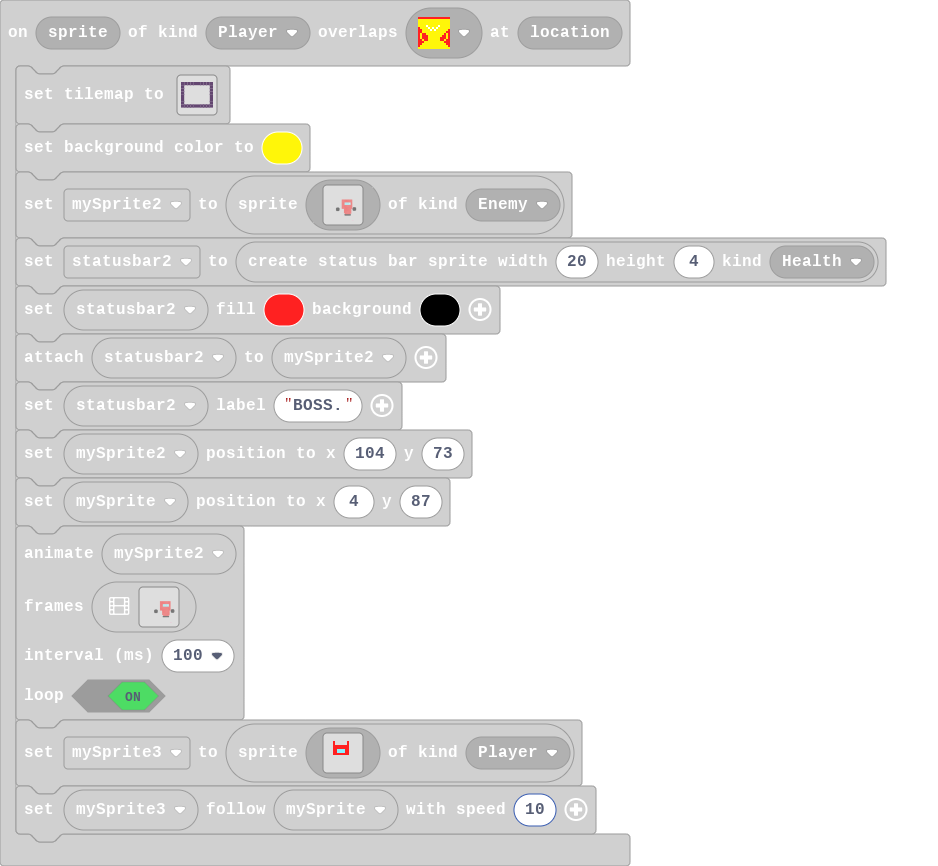 on sprite of kind Player overlaps at location
set tilemap to
set background color to
set mySprite2 to sprite of kind Enemy
set statusbar2 to create status bar sprite width 20 height 4 kind Health
set statusbar2 fill background
attach statusbar2 to mySprite2
set statusbar2 label "BOSS."
set mySprite2 position to x 104 y 73
set mySprite position to x 4 y 87
animate mySprite2
frames
interval (ms) 100
loop ON
set mySprite3 to sprite of kind Player
set mySprite3 follow mySprite with speed 10